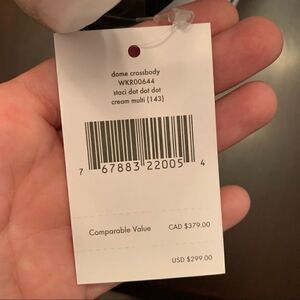 dome crossbody
WKR00644
staci dot dot dot
cream multi (143)
7 67883 22005 4
Comparable Value CAD $379.00
USD $299.00